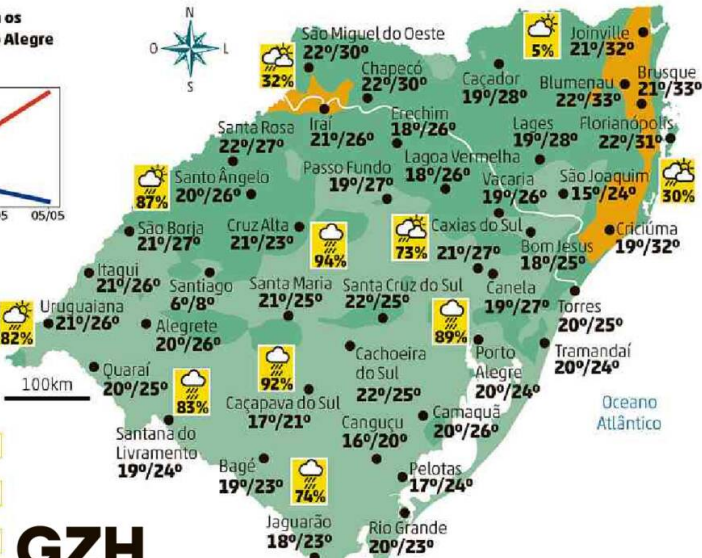 os
Alegre
05/05
N
O L
S
São Miguel do Oeste
22º/30º
32%
Chapecó
22º/30º
Caçador
19º/28º
5%
Joinville
21º/32º
Blumenau
22º/33º
Brusque
21º/33º
Iraí
21º/26º
Erechim
18º/26º
Lages
19º/28º
Florianópolis
22º/31º
Santa Rosa
22º/27º
Passo Fundo
19º/27º
Lagoa Vermelha
18º/26º
Vacaria
19º/26º
São Joaquim
15º/24º
30%
87%
Santo Ângelo
20º/26º
São Borja
21º/27º
Cruz Alta
21º/23º
94%
73%
Caxias do Sul
21º/27º
Bom Jesus
18º/25º
Criciúma
19º/32º
Itaqui
21º/26º
Santiago
6º/8º
Santa Maria
21º/25º
Santa Cruz do Sul
22º/25º
Canela
19º/27º
Torres
20º/25º
82%
Uruguaiana
21º/26º
Alegrete
20º/26º
89%
Porto
Alegre
20º/24º
Tramandaí
20º/24º
Quaraí
20º/25º
100km
83%
92%
Cachoeira
do Sul
22º/25º
Caçapava do Sul
17º/21º
Camaquã
20º/26º
Oceano
Atlântico
Santana do
Livramento
19º/24º
Canguçu
16º/20º
Bagé
19º/23º
74%
Pelotas
17º/24º
Jaguarão
18º/23º
Rio Grande
20º/23º
GZH